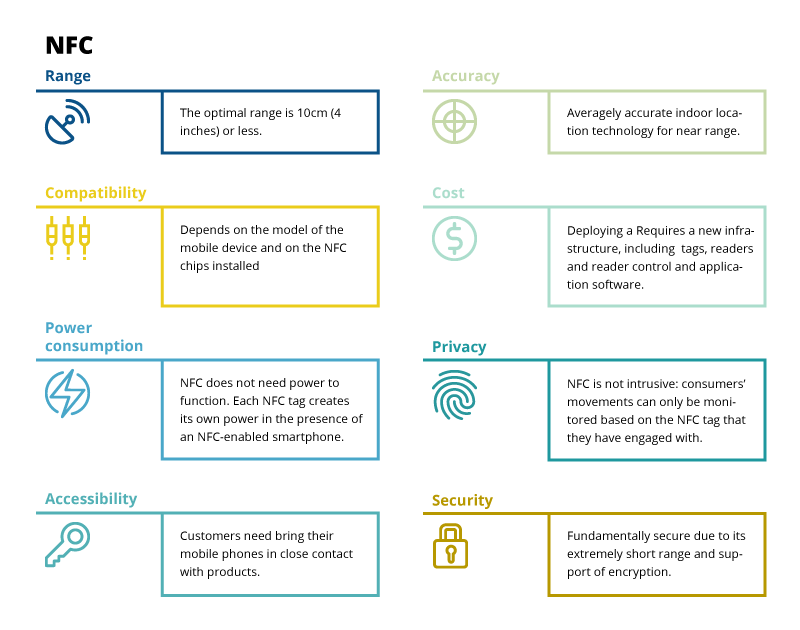 NFC
Range
The optimal range is 10cm (4
inches) or less.
Accuracy
Averagely accurate indoor loca-
tion technology for near range.
Compatibility
Depends on the model of the
mobile device and on the NFC
chips installed
Cost
Deploying a Requires a new infra-
structure, including  tags, readers
and reader control and applica-
tion software.
Power
consumption
NFC does not need power to
function. Each NFC tag creates
its own power in the presence of
an NFC-enabled smartphone.
Privacy
NFC is not intrusive: consumers’
movements can only be moni-
tored based on the NFC tag that
they have engaged with.
Accessibility
Customers need bring their
mobile phones in close contact
with products.
Security
Fundamentally secure due to its
extremely short range and sup-
port of encryption.